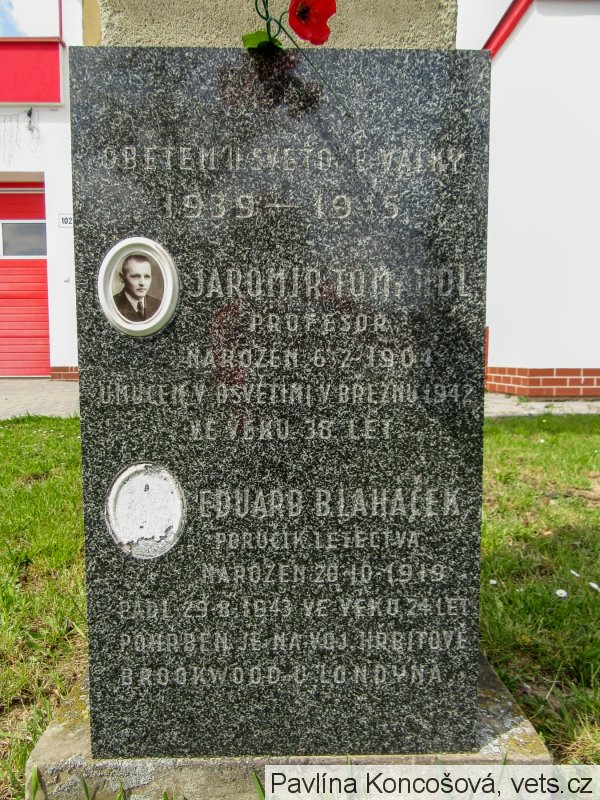 OBĚTEM II SVĚTOVÉ VÁLKY
1939 — 1945
JAROMÍR
PROFESOR
NAROZEN 6·2·1904
UMUČEN V OSVĚTIMI V BŘEZNU 1942
VE VĚKU 38 LET.
EDUARD BLAHÁČEK
PORUČÍK LETECTVA
NAROZEN 20·10·1919
PADL 29·8·1943 VE VĚKU 24 LET
POHŘBEN JE NA VOJ. HŘBITOVĚ
BROOKWOOD U LONDÝNA.
102
Pavlína Koncošová, vets.cz